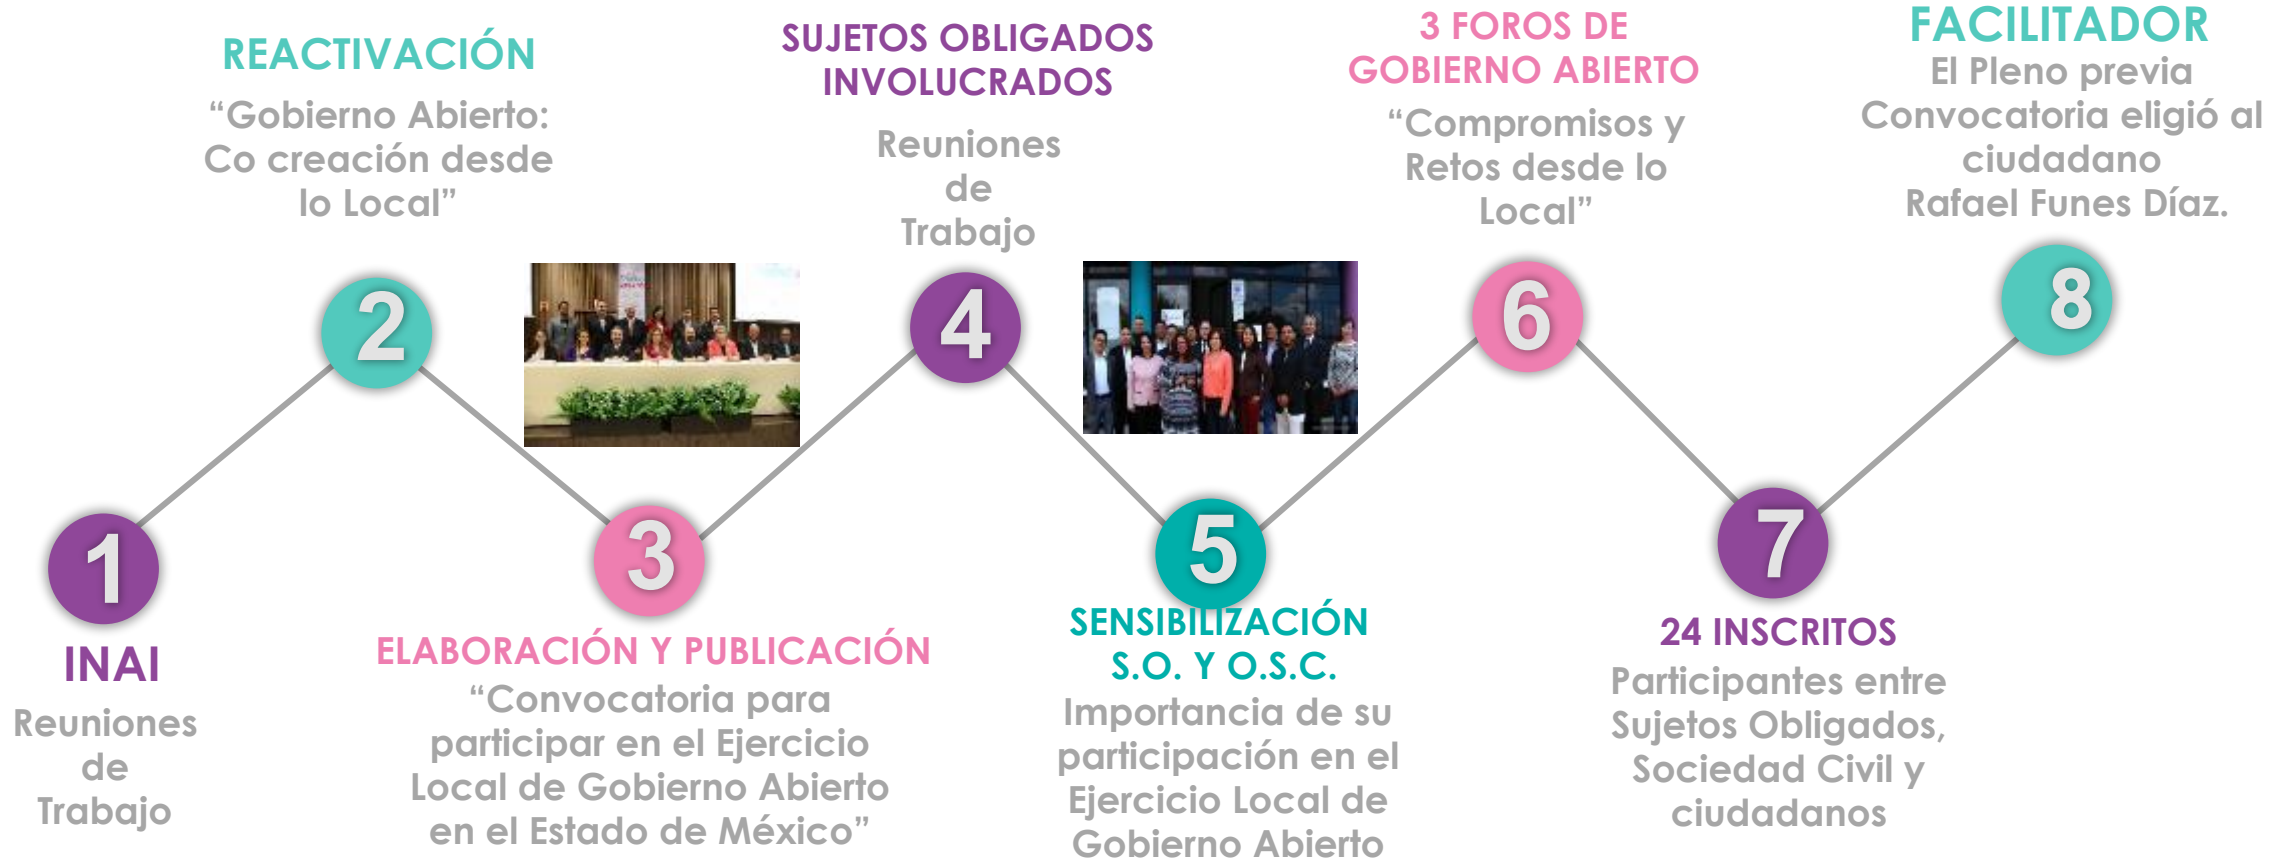 1
INAI
Reuniones
de
Trabajo
REACTIVACIÓN
“Gobierno Abierto:
Co creación desde
lo Local”
2
3
ELABORACIÓN Y PUBLICACIÓN
“Convocatoria para
participar en el Ejercicio
Local de Gobierno Abierto
en el Estado de México”
SUJETOS OBLIGADOS
INVOLUCRADOS
Reuniones
de
Trabajo
4
5
SENSIBILIZACIÓN
S.O. Y O.S.C.
Importancia de su
participación en el
Ejercicio Local de
Gobierno Abierto
3 FOROS DE
GOBIERNO ABIERTO
“Compromisos y
Retos desde lo
Local”
6
7
24 INSCRITOS
Participantes entre
Sujetos Obligados,
Sociedad Civil y
ciudadanos
FACILITADOR
El Pleno previa
Convocatoria eligió al
ciudadano
Rafael Funes Díaz.
8